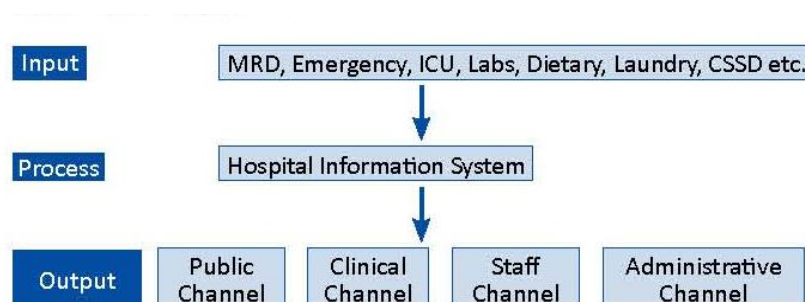 Input
MRD, Emergency, ICU, Labs, Dietary, Laundry, CSSD etc.
Process
Hospital Information System
Output
Public
Channel
Clinical
Channel
Staff
Channel
Administrative
Channel